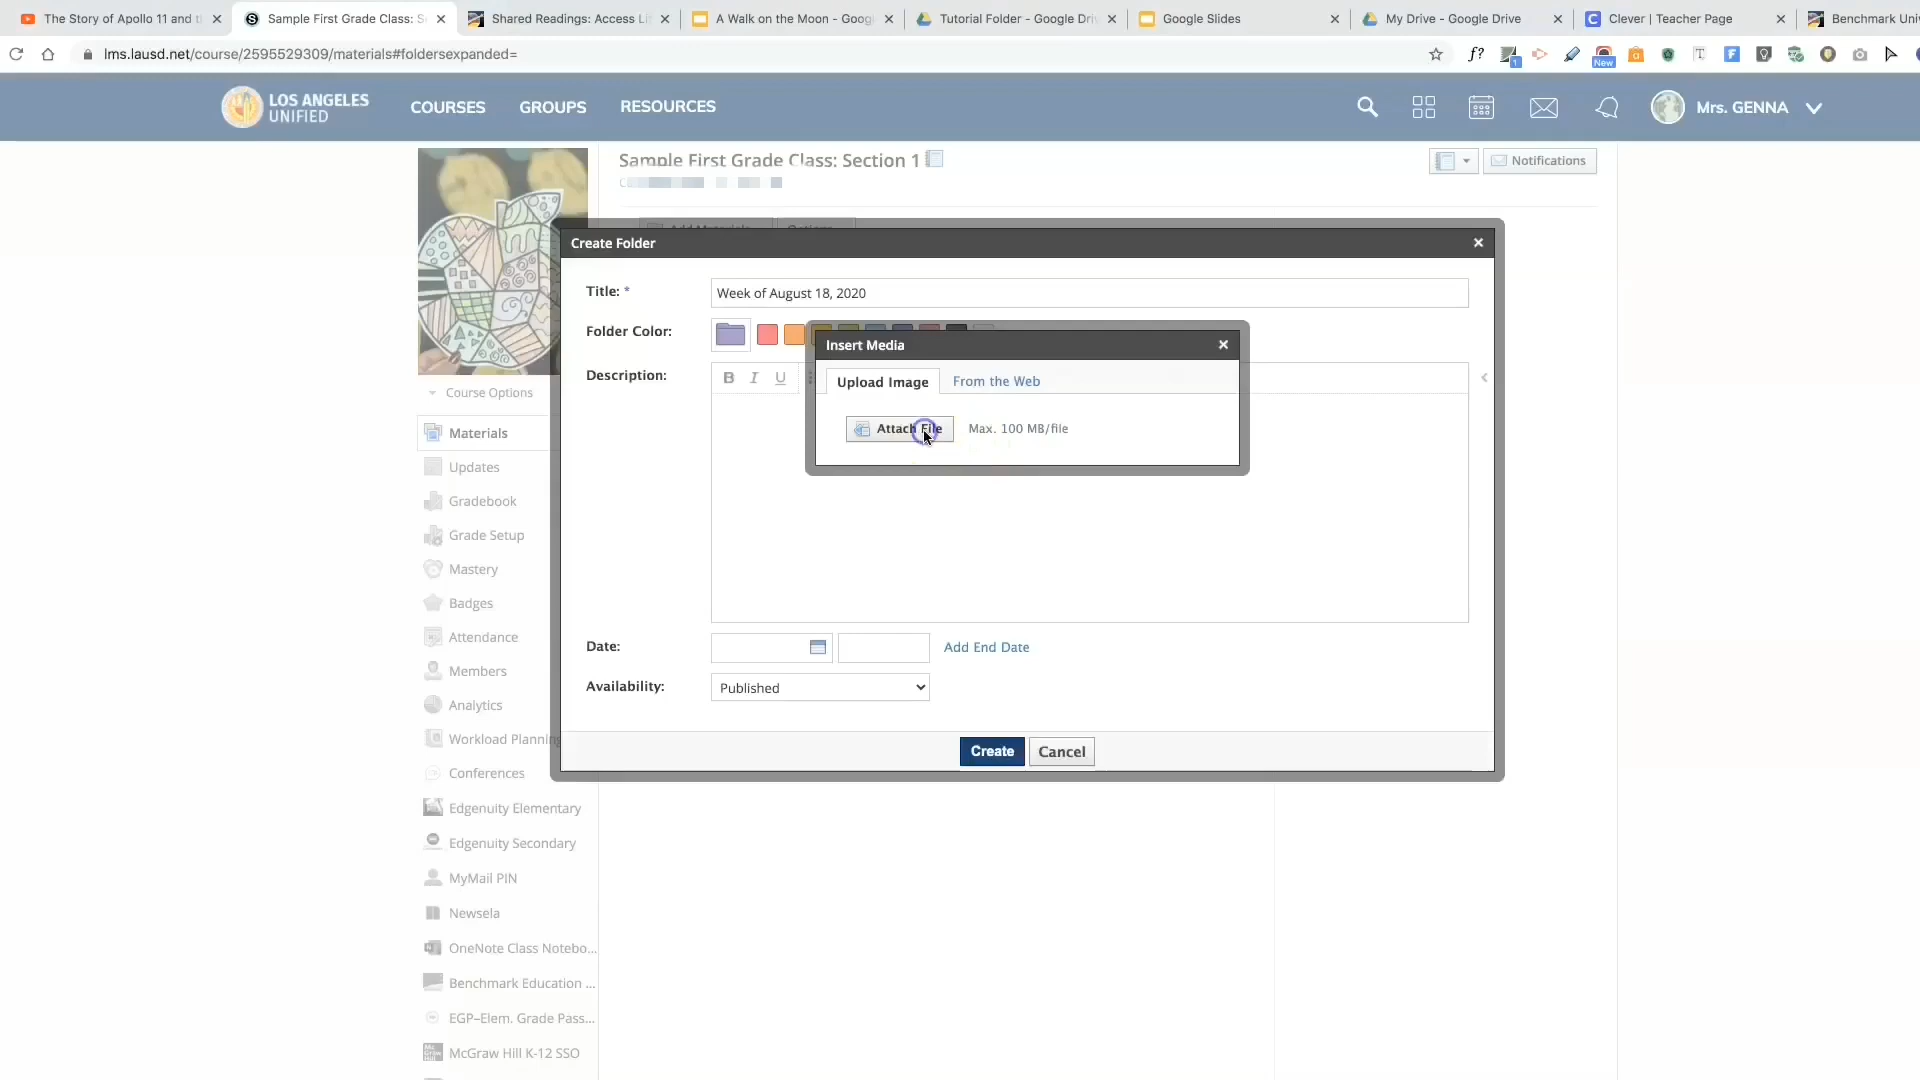 The Story of Apollo 11 and t
Sample First Grade Class: S
Shared Readings: Access Li
A Walk on the Moon - Goog
Tutorial Folder - Google Dri
Google Slides
My Drive - Google Drive
Clever | Teacher Page
Benchmark Uni
lms.lausd.net/course/2595529309/materials#foldersexpanded=
New
1
LOS ANGELES
UNIFIED
COURSES
GROUPS
RESOURCES
Mrs. GENNA
Sample First Grade Class: Section 1
Notifications
Add Materials
Options
Create Folder
Title: *
Week of August 18, 2020
Folder Color:
Insert Media
Description:
B I U
Upload Image
From the Web
Attach File
Max. 100 MB/file
Date:
Add End Date
Availability:
Published
Create
Cancel
Course Options
Materials
Updates
Gradebook
Grade Setup
Mastery
Badges
Attendance
Members
Analytics
Workload Planning
Conferences
Edgenuity Elementary
Edgenuity Secondary
MyMail PIN
Newsela
OneNote Class Notebo...
Benchmark Education ...
EGP–Elem. Grade Pass...
McGraw Hill K-12 SSO